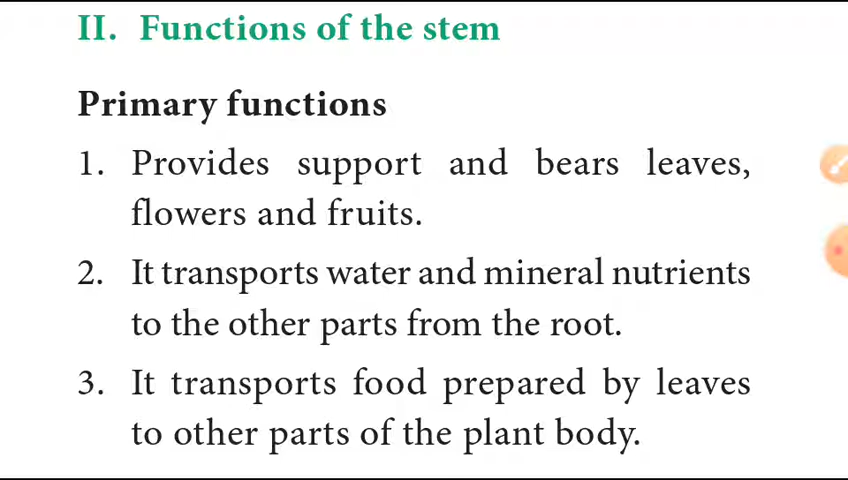 II. Functions of the stem
Primary functions
1. Provides support and bears leaves,
flowers and fruits.
2. It transports water and mineral nutrients
to the other parts from the root.
3. It transports food prepared by leaves
to other parts of the plant body.